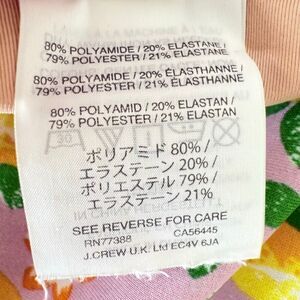 80% POLYAMIDE / 20% ELASTANE /
79% POLYESTER / 21% ELASTANE
80% POLYAMIDE / 20% ÉLASTHANNE /
79% POLYESTER / 21% ÉLASTHANNE
80% POLYAMID / 20% ELASTAN /
79% POLYESTER / 21% ELASTAN
ポリアミド 80% /
エラステーン 20% /
ポリエステル 79% /
エラステーン 21%
SEE REVERSE FOR CARE
RN77388 CA56445
J.CREW U.K. Ltd EC4V 6JA